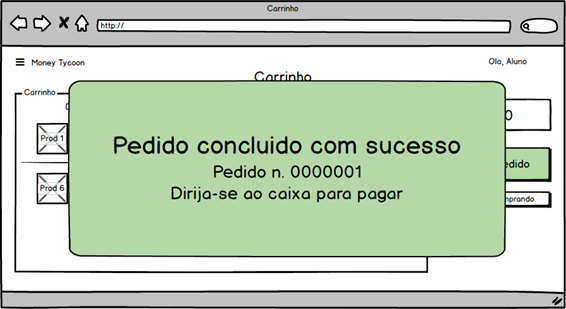 Carrinho
http://
Money Tycoon
Ola, Aluno
Carrinho
Carrinho
Prod 1
Pedido concluido com sucesso
Pedido n. 0000001
Dirija-se ao caixa para pagar
0
edido
Prod 6
mprando